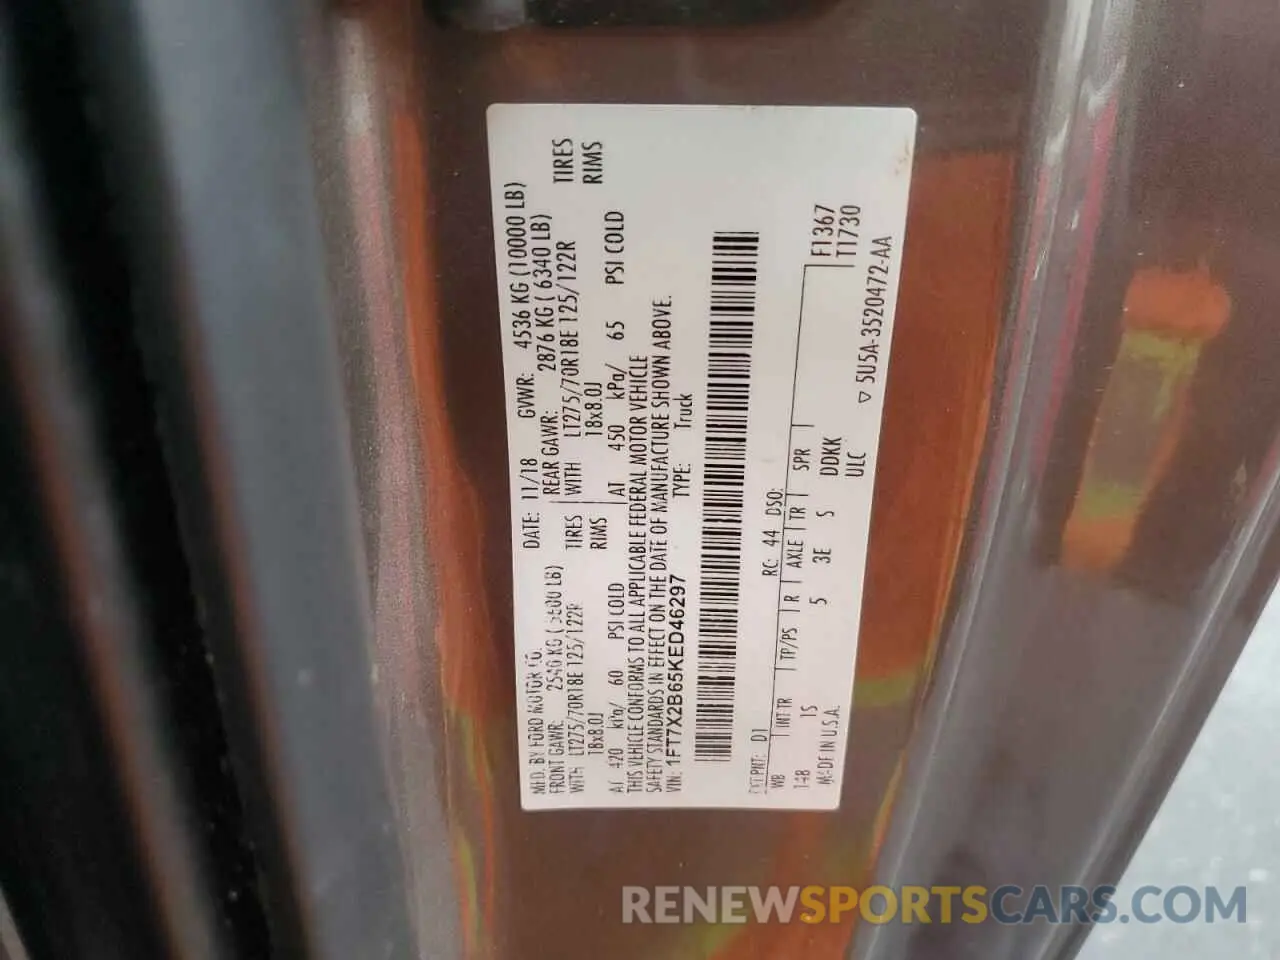 MFD. BY FORD MOTOR CO.
DATE: 11/18 GVWR: 4536 KG (10000 LB)
FRONT GAWR: 2540 KG ( 5600 LB)
REAR GAWR: 2876 KG ( 6340 LB)
WITH LT275/70R18E 125/122R TIRES
WITH LT275/70R18E 125/122R TIRES
18x8.0J RIMS
18x8.0J RIMS
AT 420 kPa/ 60 PSI COLD
AT 450 kPa/ 65 PSI COLD
THIS VEHICLE CONFORMS TO ALL APPLICABLE FEDERAL MOTOR VEHICLE
SAFETY STANDARDS IN EFFECT ON THE DATE OF MANUFACTURE SHOWN ABOVE.
VIN: 1FT7X2B65KED46297 TYPE: Truck
EXT PNT: D1 RC: 44 DSO:
WB INT TR TP/PS R AXLE TR SPR
148 1S 5 3E S DDKK
F1367
T1730
MADE IN U.S.A. ULC
▽ 5U5A-3520472-AA
RENEWSPORTSCARS.COM